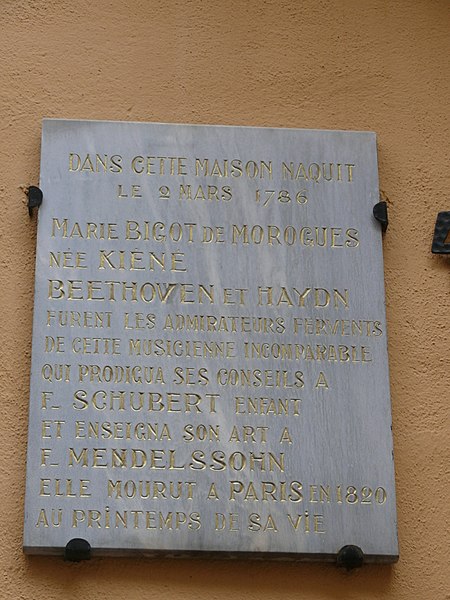 DANS CETTE MAISON NAQUIT
LE 2 MARS 1786
MARIE BIGOT DE MOROGUES
NÉE KIENE
BEETHOVEN ET HAYDN
FURENT LES ADMIRATEURS FERVENTS
DE CETTE MUSICIENNE INCOMPARABLE
QUI PRODIGUA SES CONSEILS A
F. SCHUBERT ENFANT
ET ENSEIGNA SON ART A
F. MENDELSSOHN
ELLE MOURUT A PARIS EN 1820
AU PRINTEMPS DE SA VIE